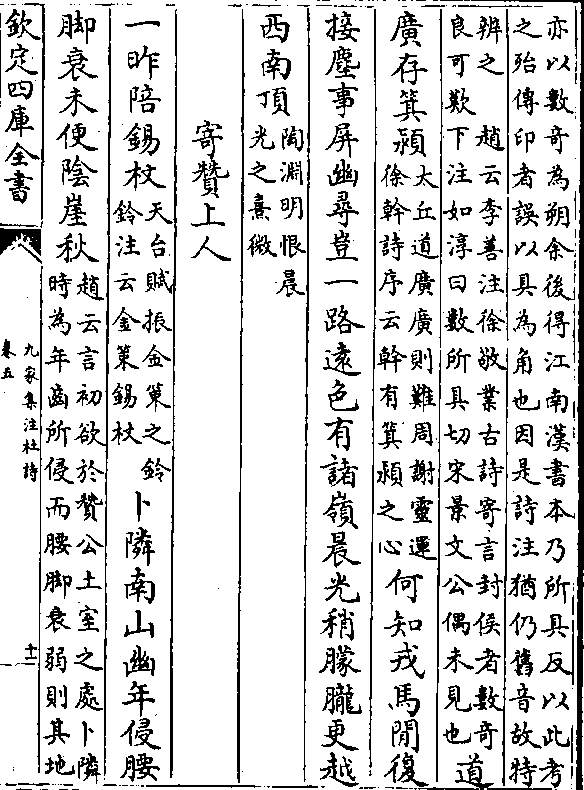 亦以數奇為朔余後得江南漢書本乃所具反以此考
之殆傳印者誤以具為角也因是詩注猶仍舊音故特
辨之 趙云李善注徐敬業古詩寄言封侯者數奇
良可歎下注如淳曰數所具切宋景文公偶未見也
道
廣存箕潁
太丘道廣廣則難周謝靈運
徐幹詩序云幹有箕潁之心
何知戎馬間復
接塵事屏幽尋豈一路遠色有諸嶺晨光稍朦朧更越
西南頂
陶淵明恨晨
光之熹微
寄贊上人
一昨陪錫杖
天台賦振金策之鈴
鈴注云金策錫杖
卜隣南山幽年侵腰
脚衰未便陰崖秋
趙云言初欲於贊公土室之處卜隣
時為年齒所侵而腰脚衰弱則其地
欽定四庫全書
九家集注杜詩
卷五
十二